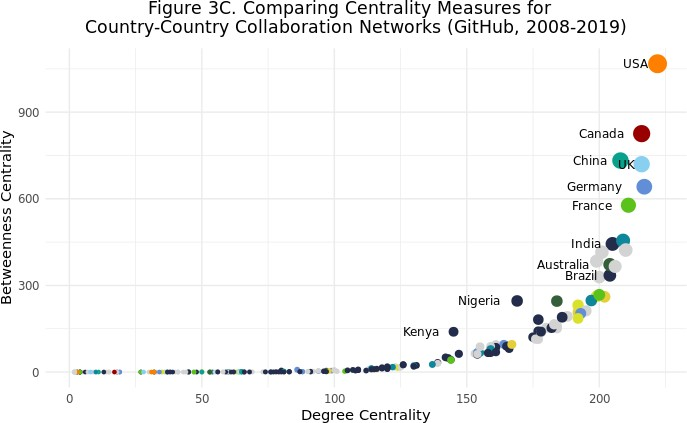 Figure 3C. Comparing Centrality Measures for
Country-Country Collaboration Networks (GitHub, 2008-2019)
USA
900
Canada
China
UK
Germany
600
France
India
Australia
Brazil
300
Nigeria
Kenya
0
0 50 100 150 200
Degree Centrality
Betweenness Centrality